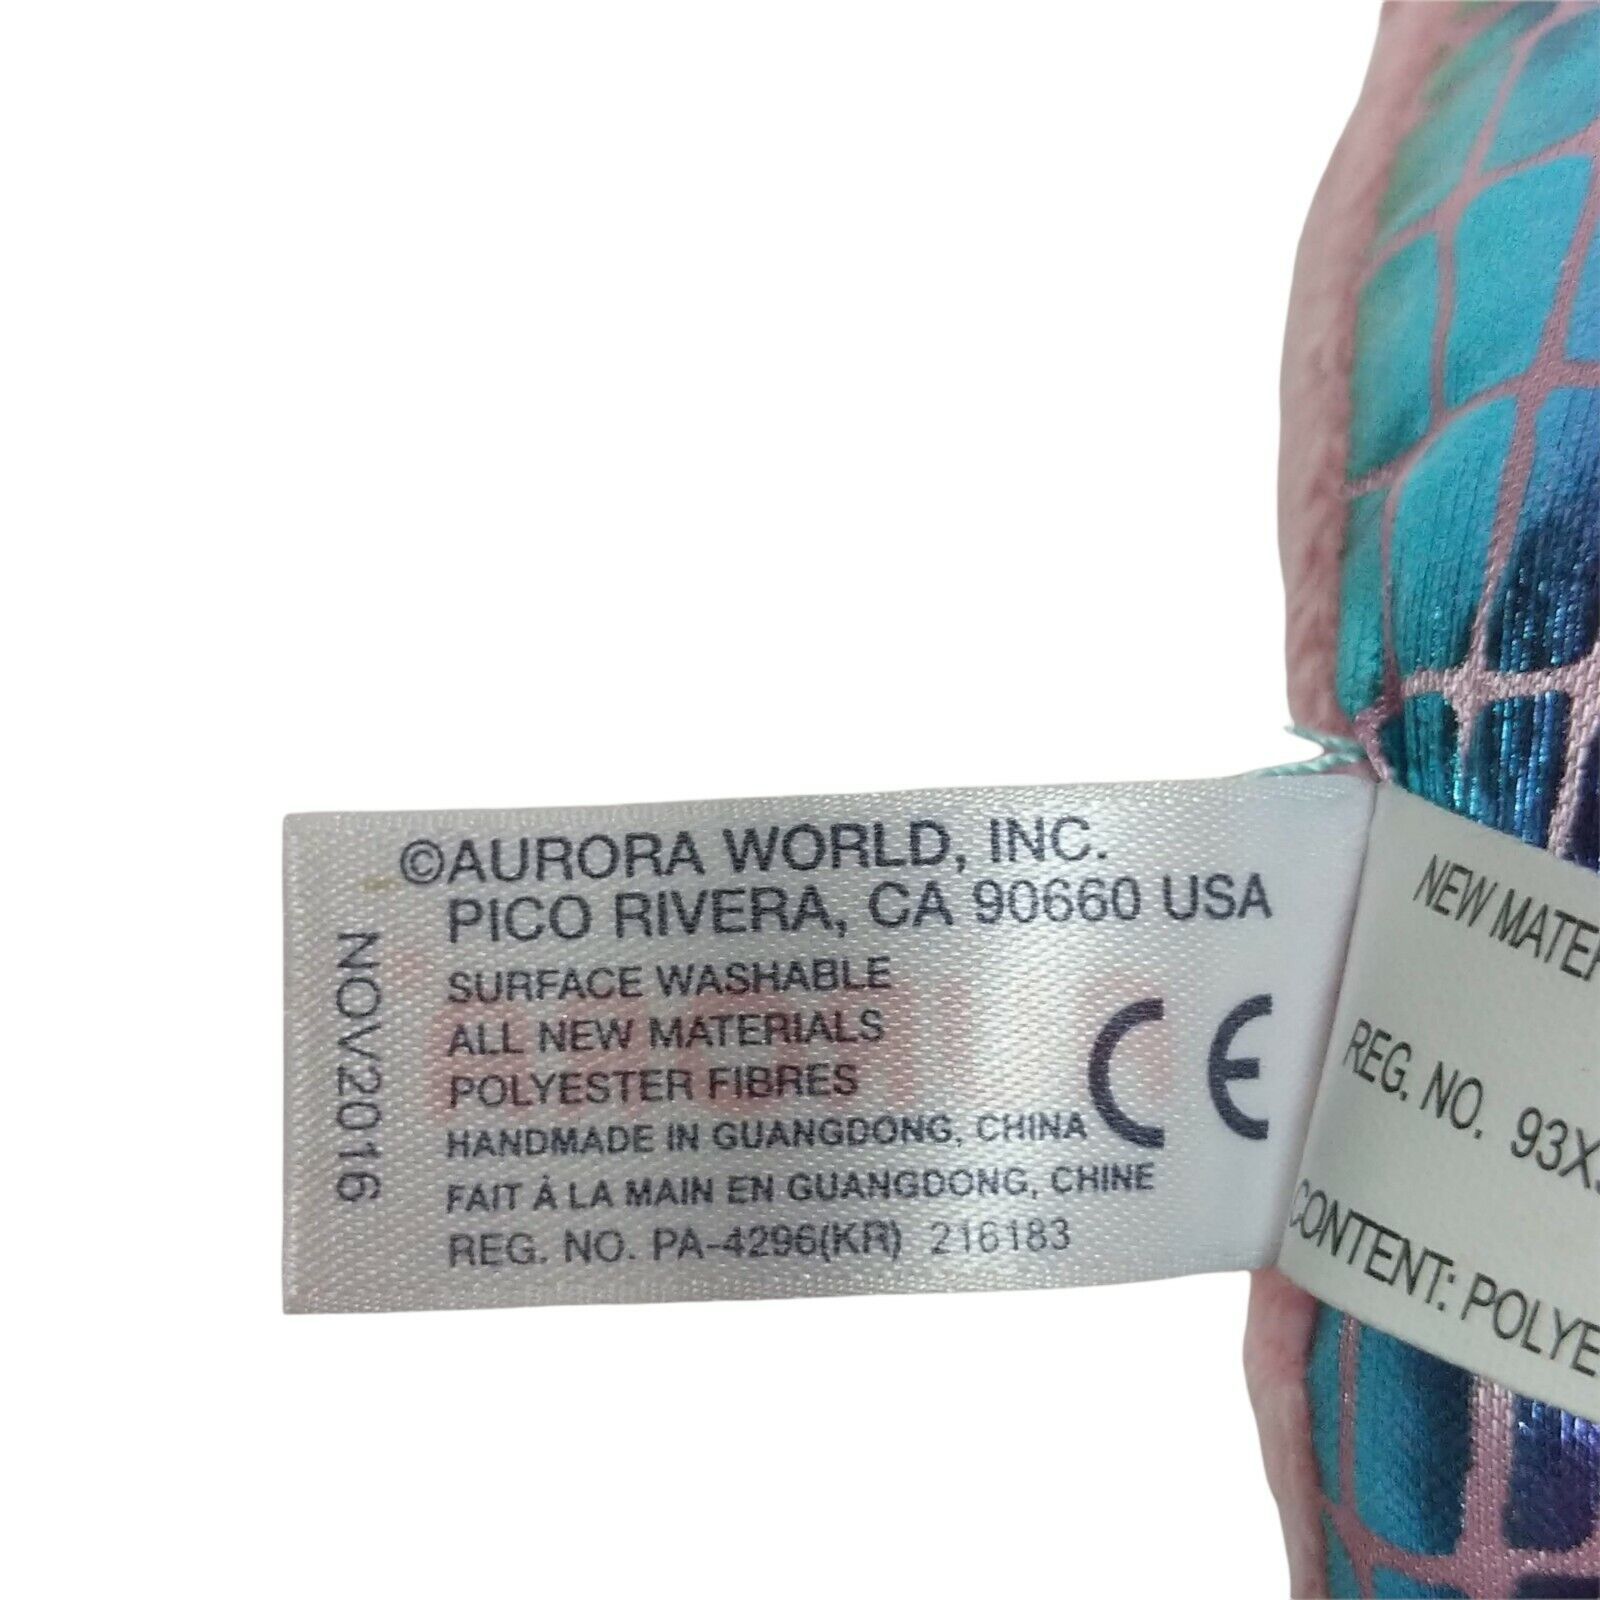 ©AURORA WORLD, INC.
PICO RIVERA, CA 90660 USA
SURFACE WASHABLE
ALL NEW MATERIALS
POLYESTER FIBRES
HANDMADE IN GUANGDONG, CHINA
FAIT À LA MAIN EN GUANGDONG, CHINE
REG. NO. PA-4296(KR) 216183
CE
NOV2016
NEW MATE
REG. NO. 93X
CONTENT: POLYE